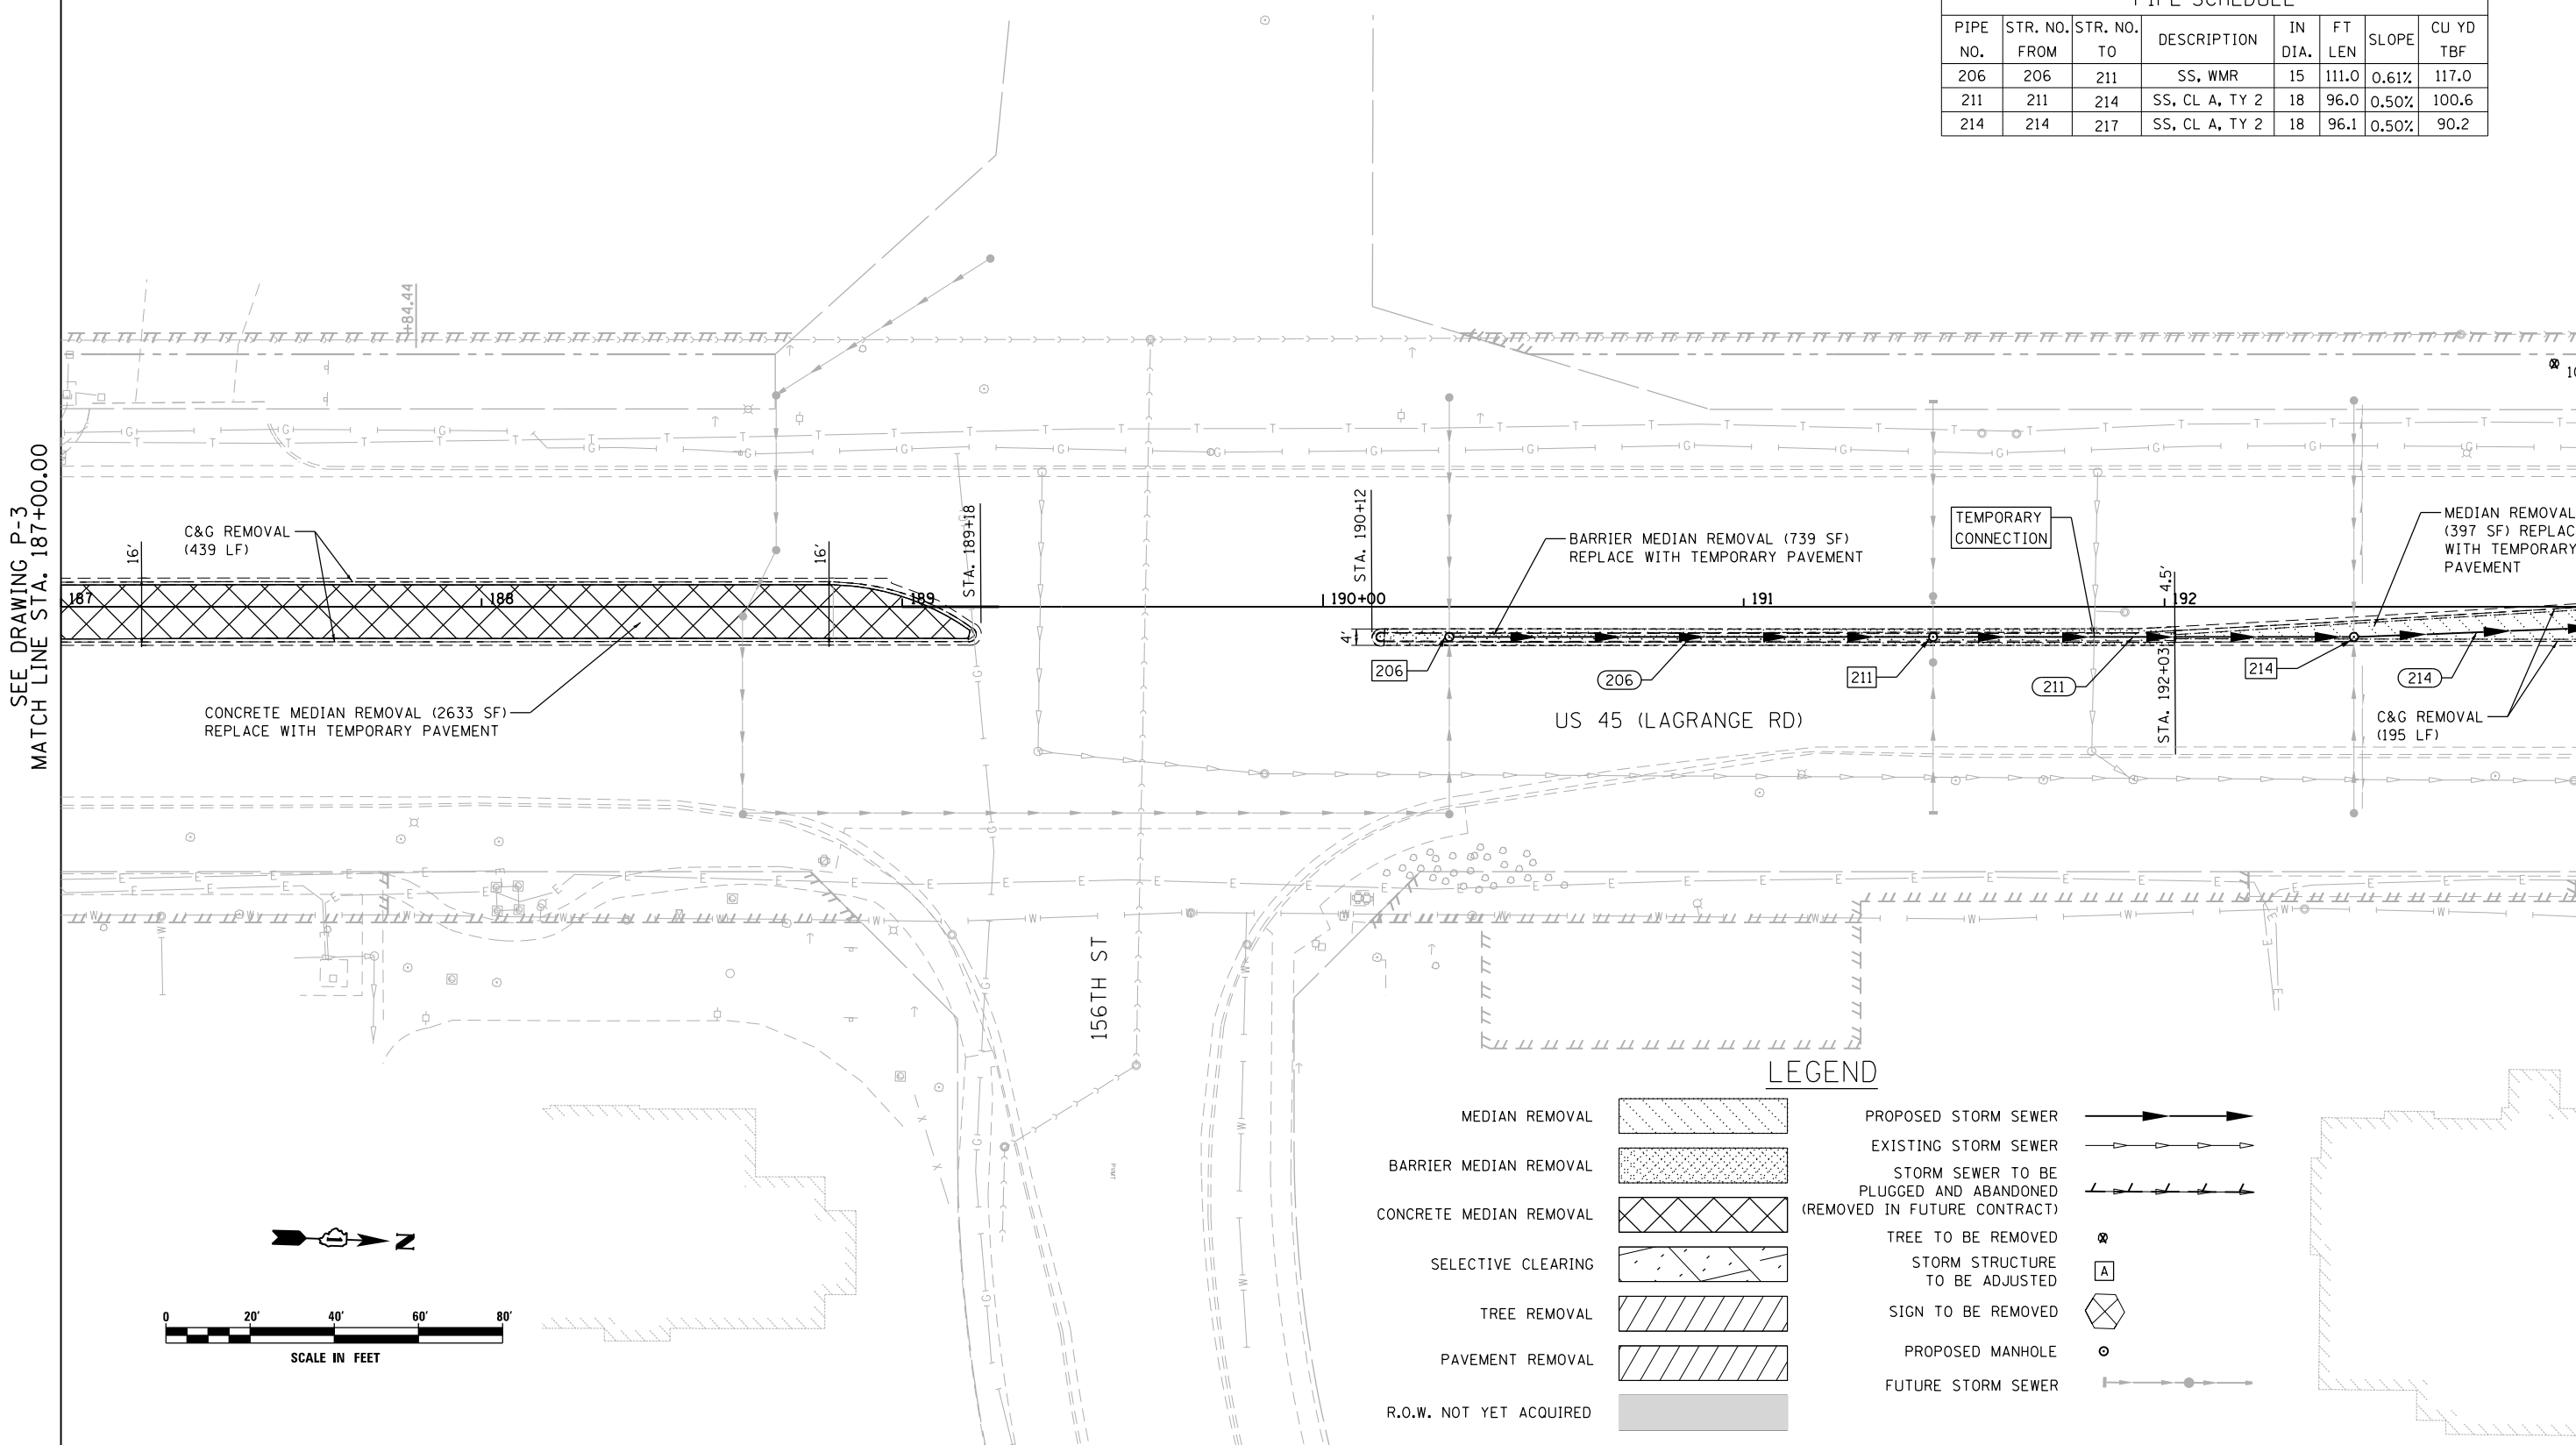 PIPE SCHEDULE
PIPE NO. STR. NO. FROM STR. NO. TO DESCRIPTION IN DIA. FT LEN SLOPE CU YD TBF
206 206 211 SS, WMR 15 111.0 0.61% 117.0
211 211 214 SS, CL A, TY 2 18 96.0 0.50% 100.6
214 214 217 SS, CL A, TY 2 18 96.1 0.50% 90.2
+84.44
SEE DRAWING P-3
MATCH LINE STA. 187+00.00
C&G REMOVAL
(439 LF)
16'
16'
STA. 189+18
STA. 190+12
BARRIER MEDIAN REMOVAL (739 SF)
REPLACE WITH TEMPORARY PAVEMENT
TEMPORARY
CONNECTION
4.5'
MEDIAN REMOVAL
(397 SF) REPLAC
WITH TEMPORARY
PAVEMENT
187
188
189
190+00
191
192
4'
206
206
211
211
STA. 192+03
214
214
CONCRETE MEDIAN REMOVAL (2633 SF)
REPLACE WITH TEMPORARY PAVEMENT
US 45 (LAGRANGE RD)
C&G REMOVAL
(195 LF)
156TH ST
LEGEND
MEDIAN REMOVAL
BARRIER MEDIAN REMOVAL
CONCRETE MEDIAN REMOVAL
SELECTIVE CLEARING
TREE REMOVAL
PAVEMENT REMOVAL
R.O.W. NOT YET ACQUIRED
PROPOSED STORM SEWER
EXISTING STORM SEWER
STORM SEWER TO BE
PLUGGED AND ABANDONED
(REMOVED IN FUTURE CONTRACT)
TREE TO BE REMOVED
STORM STRUCTURE
TO BE ADJUSTED
A
SIGN TO BE REMOVED
PROPOSED MANHOLE
FUTURE STORM SEWER
N
0 20' 40' 60' 80'
SCALE IN FEET